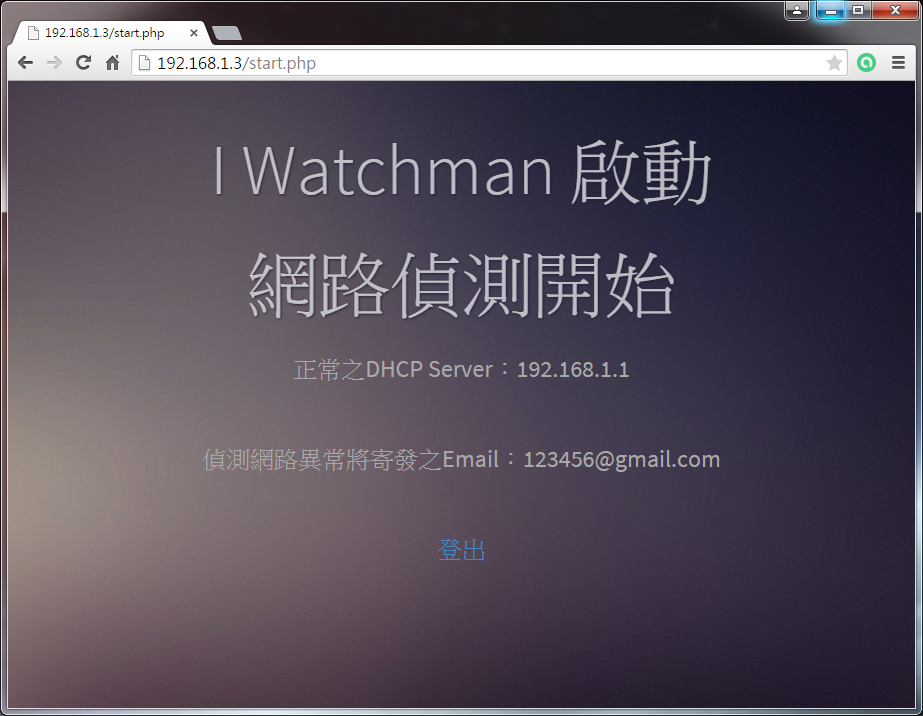 192.168.1.3/start.php
192.168.1.3/start.php
I Watchman 啟動
網路偵測開始
正常之DHCP Server：192.168.1.1
偵測網路異常將寄發之Email：123456@gmail.com
登出